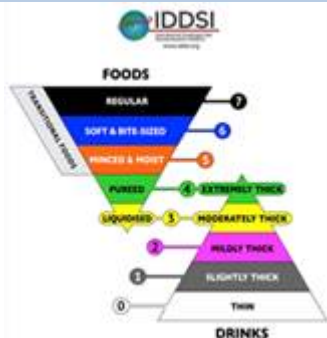 IDDSI
www.iddsi.org
FOODS
TRANSITIONAL FOODS
REGULAR 7
SOFT & BITE-SIZED 6
MINCED & MOIST 5
PUREED 4 EXTREMELY THICK
LIQUIDISED 3 MODERATELY THICK
2 MILDLY THICK
1 SLIGHTLY THICK
0 THIN
DRINKS